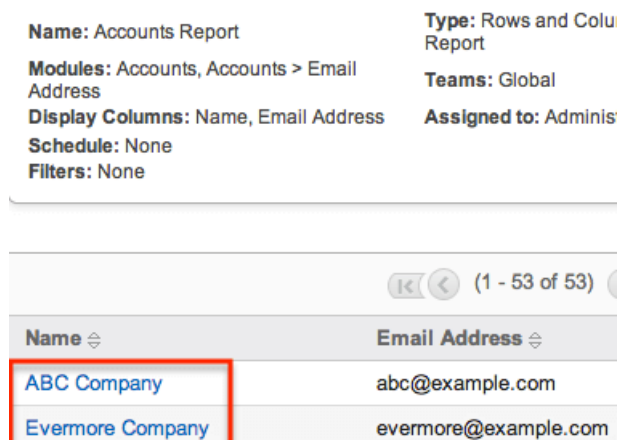 Name: Accounts Report
Type: Rows and Colu
Report
Modules: Accounts, Accounts > Email
Address
Teams: Global
Display Columns: Name, Email Address
Assigned to: Adminis
Schedule: None
Filters: None
(1 - 53 of 53)
Name Email Address
ABC Company abc@example.com
Evermore Company evermore@example.com